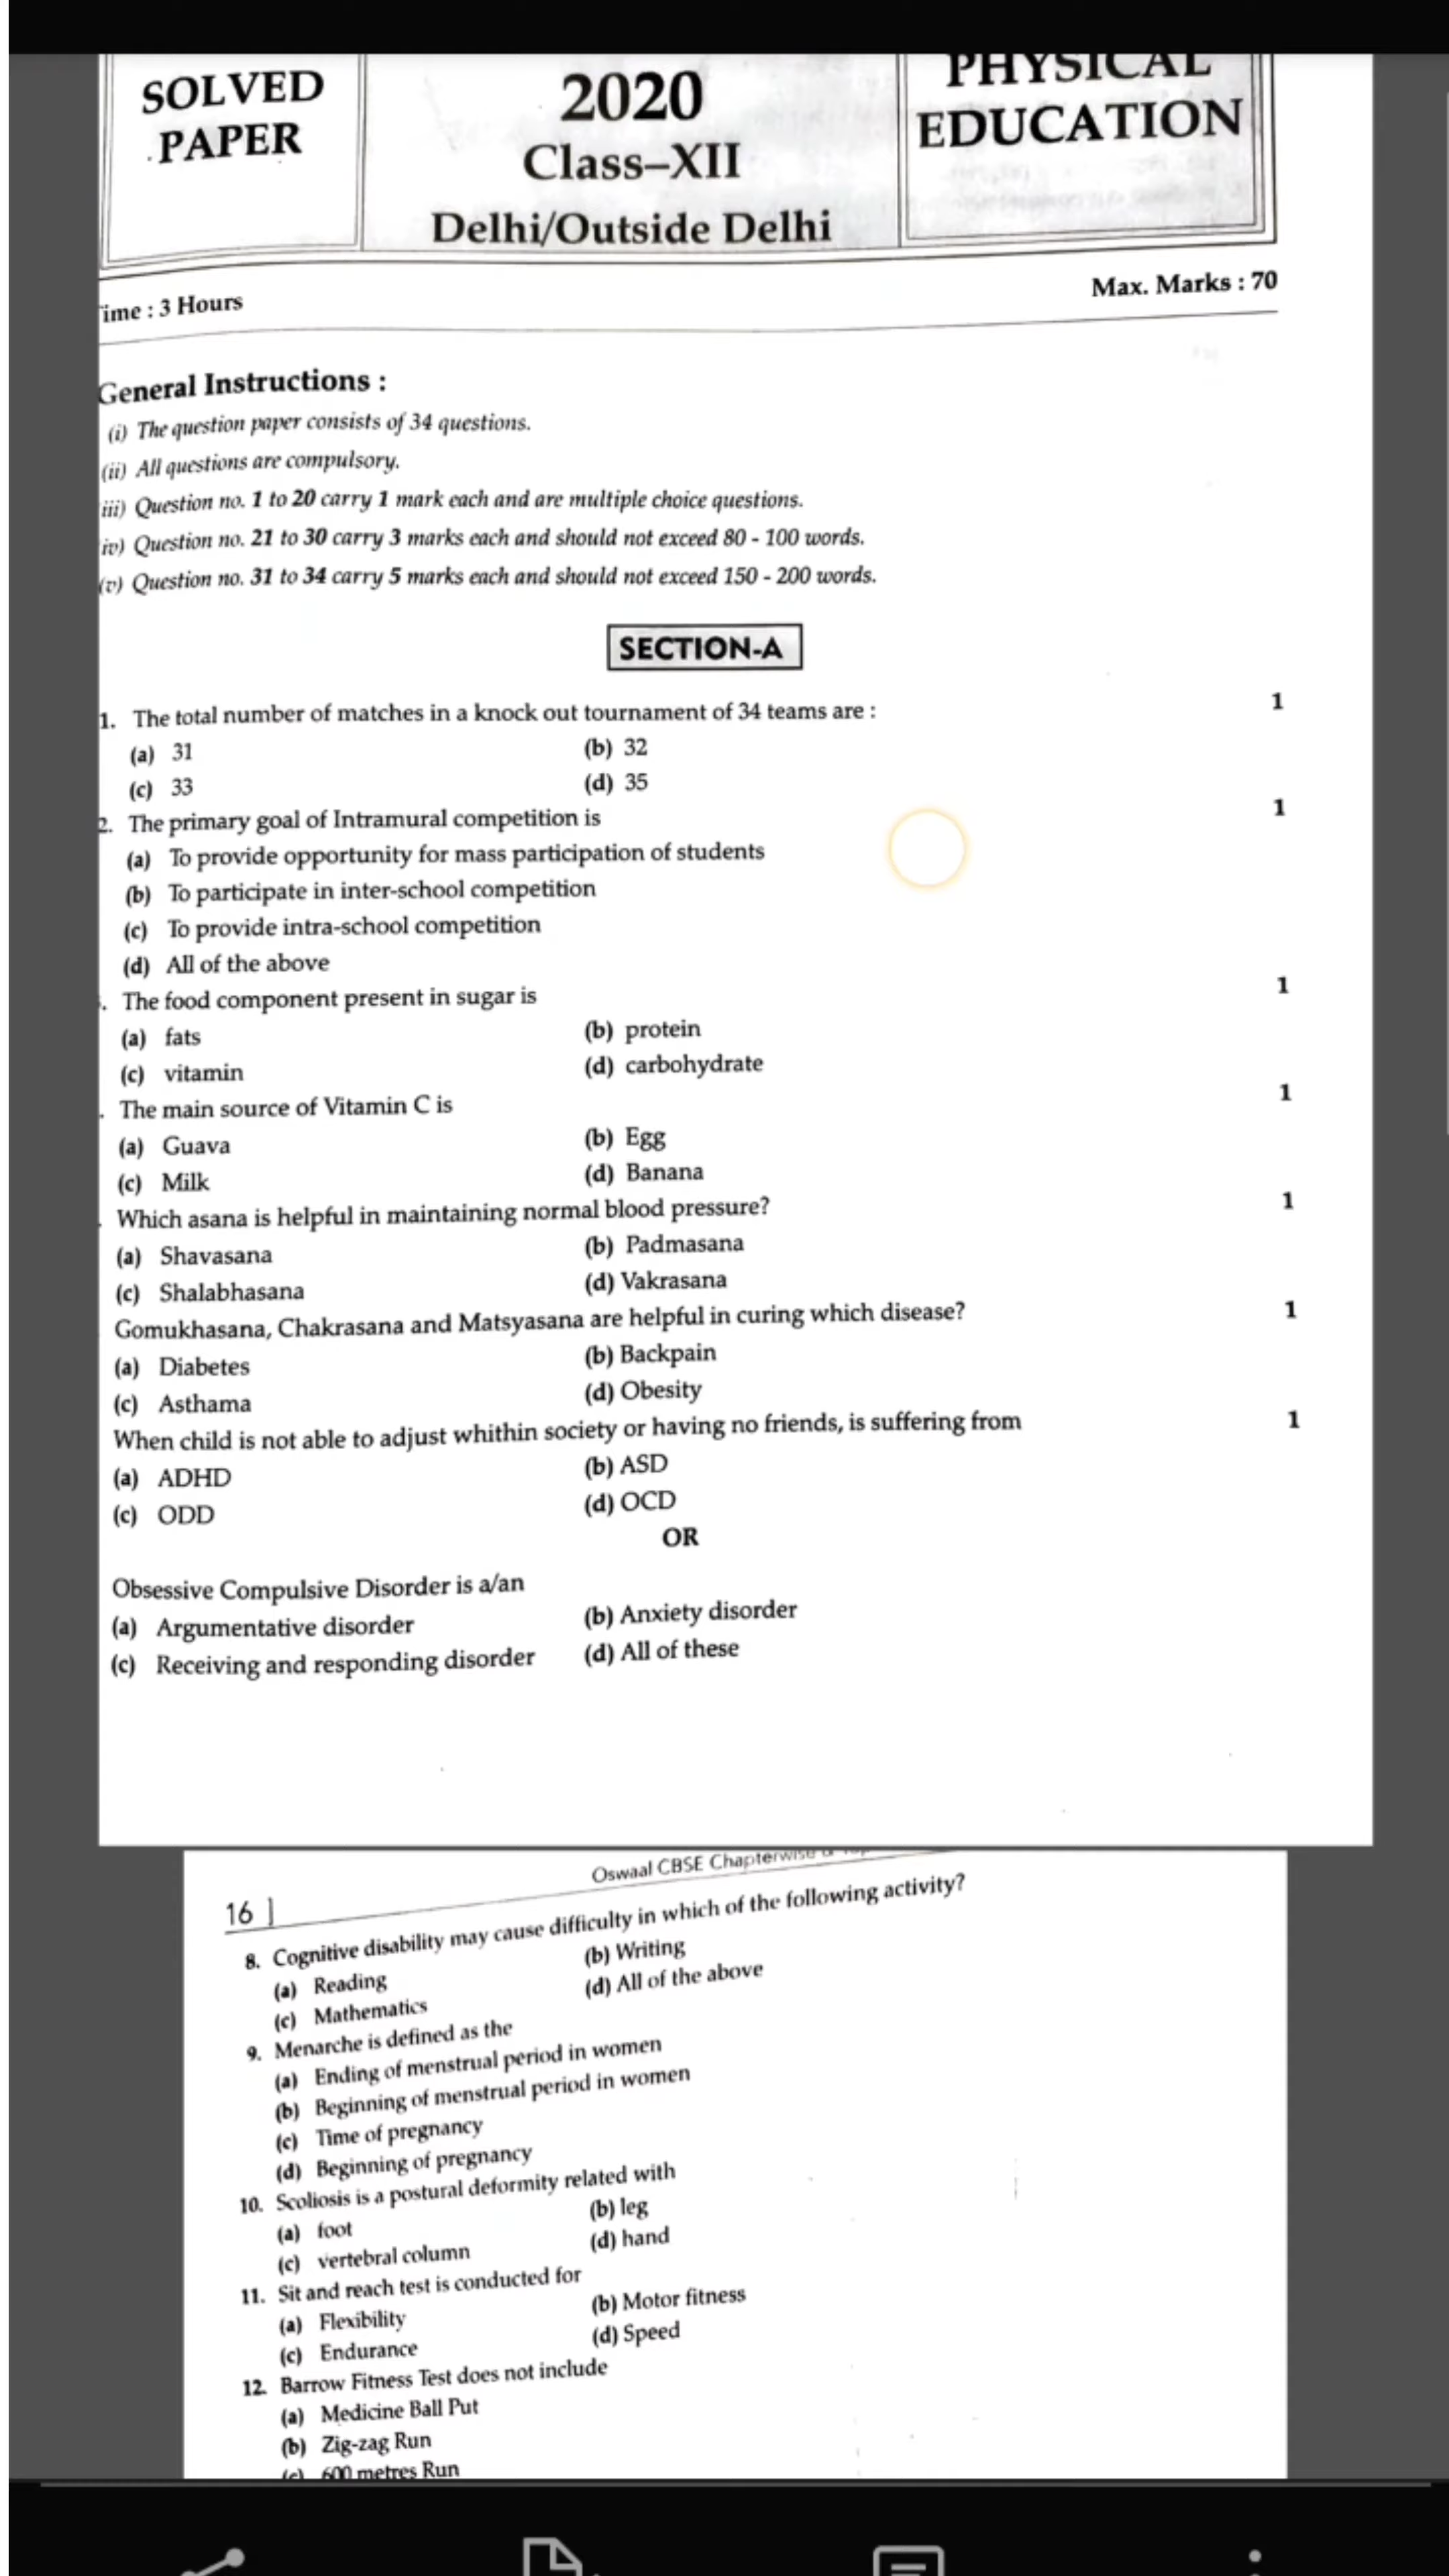 SOLVED
PAPER
2020
Class–XII
Delhi/Outside Delhi
PHYSICAL
EDUCATION
ime : 3 Hours
Max. Marks : 70
General Instructions :
(i) The question paper consists of 34 questions.
(ii) All questions are compulsory.
iii) Question no. 1 to 20 carry 1 mark each and are multiple choice questions.
iv) Question no. 21 to 30 carry 3 marks each and should not exceed 80 - 100 words.
(v) Question no. 31 to 34 carry 5 marks each and should not exceed 150 - 200 words.
SECTION-A
1. The total number of matches in a knock out tournament of 34 teams are : 1
(a) 31 (b) 32
(c) 33 (d) 35
2. The primary goal of Intramural competition is 1
(a) To provide opportunity for mass participation of students
(b) To participate in inter-school competition
(c) To provide intra-school competition
(d) All of the above
. The food component present in sugar is 1
(a) fats (b) protein
(c) vitamin (d) carbohydrate
. The main source of Vitamin C is 1
(a) Guava (b) Egg
(c) Milk (d) Banana
. Which asana is helpful in maintaining normal blood pressure? 1
(a) Shavasana (b) Padmasana
(c) Shalabhasana (d) Vakrasana
Gomukhasana, Chakrasana and Matsyasana are helpful in curing which disease? 1
(a) Diabetes (b) Backpain
(c) Asthama (d) Obesity
When child is not able to adjust whithin society or having no friends, is suffering from 1
(a) ADHD (b) ASD
(c) ODD (d) OCD
OR
Obsessive Compulsive Disorder is a/an
(a) Argumentative disorder (b) Anxiety disorder
(c) Receiving and responding disorder (d) All of these
16 ]
Oswaal CBSE Chapterwise
8. Cognitive disability may cause difficulty in which of the following activity?
(a) Reading (b) Writing
(c) Mathematics (d) All of the above
9. Menarche is defined as the
(a) Ending of menstrual period in women
(b) Beginning of menstrual period in women
(c) Time of pregnancy
(d) Beginning of pregnancy
10. Scoliosis is a postural deformity related with
(a) foot (b) leg
(c) vertebral column (d) hand
11. Sit and reach test is conducted for
(a) Flexibility (b) Motor fitness
(c) Endurance (d) Speed
12. Barrow Fitness Test does not include
(a) Medicine Ball Put
(b) Zig-zag Run
(c) 600 metres Run